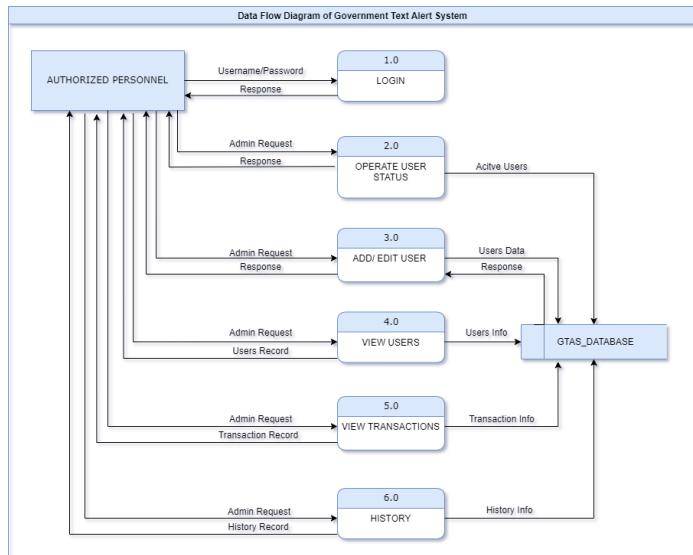 Data Flow Diagram of Government Text Alert System
AUTHORIZED PERSONNEL
Username/Password
Response
1.0
LOGIN
Admin Request
Response
2.0
OPERATE USER
STATUS
Acitve Users
Admin Request
Response
3.0
ADD/ EDIT USER
Users Data
Response
Admin Request
Users Record
4.0
VIEW USERS
Users Info
GTAS_DATABASE
Admin Request
Transaction Record
5.0
VIEW TRANSACTIONS
Transaction Info
Admin Request
History Record
6.0
HISTORY
History Info